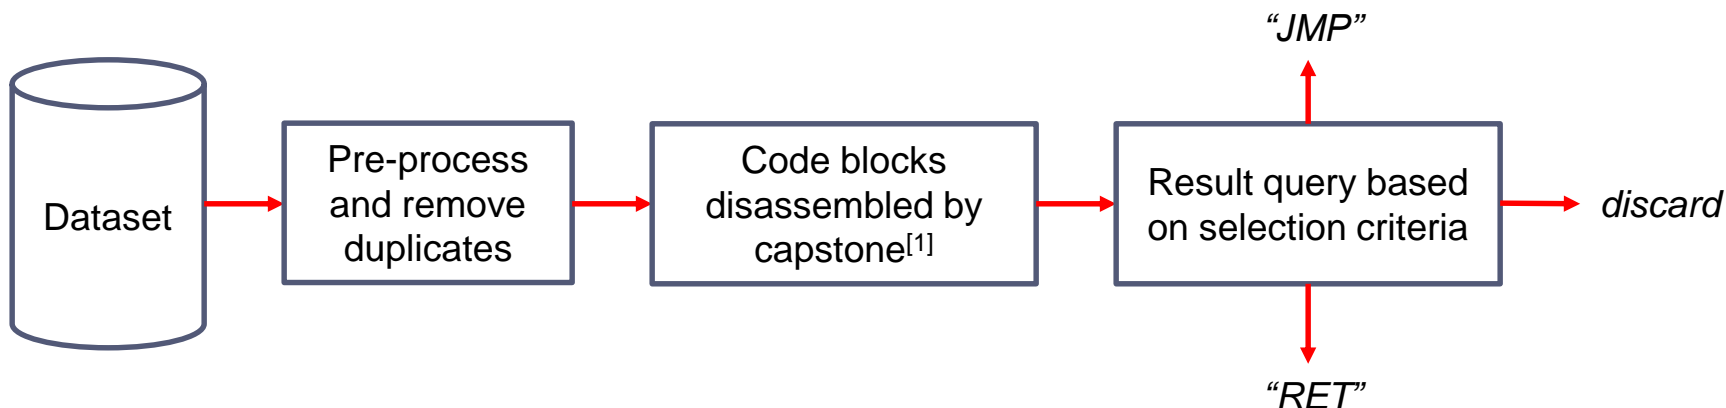 “JMP”
Dataset
Pre-process
and remove
duplicates
Code blocks
disassembled by
capstone[1]
Result query based
on selection criteria
discard
“RET”